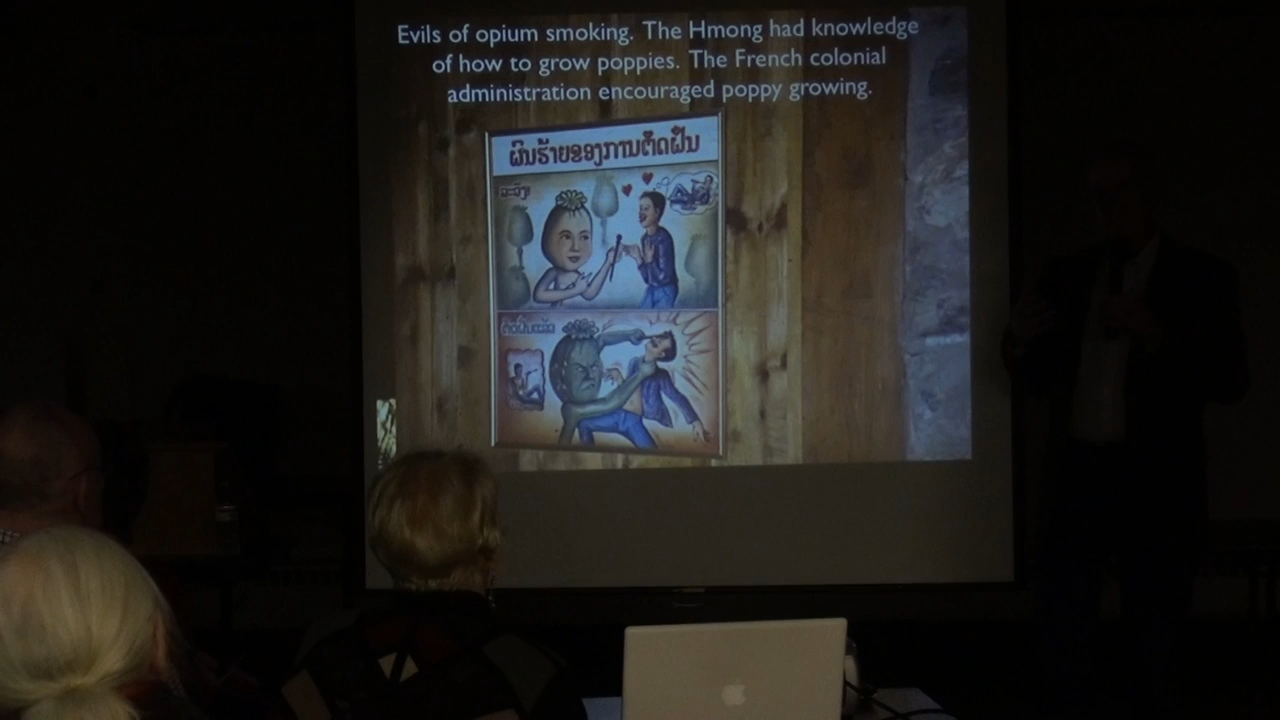 Evils of opium smoking. The Hmong had knowledge
of how to grow poppies. The French colonial
administration encouraged poppy growing.
ຜົນຮ້າຍຂອງການຕິດຝິ່ນ